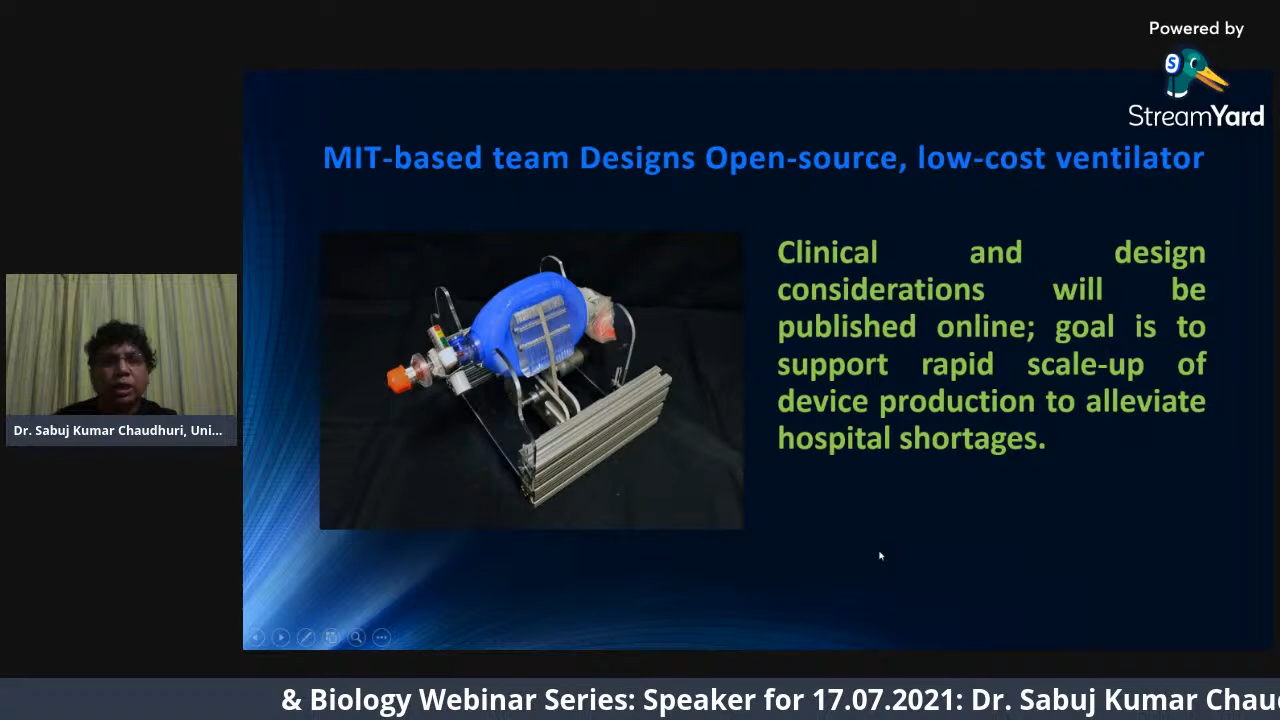 Powered by
S
StreamYard
MIT-based team Designs Open-source, low-cost ventilator
Clinical and design
considerations will be
published online; goal is to
support rapid scale-up of
device production to alleviate
hospital shortages.
Dr. Sabuj Kumar Chaudhuri, Uni...
& Biology Webinar Series: Speaker for 17.07.2021: Dr. Sabuj Kumar Chau